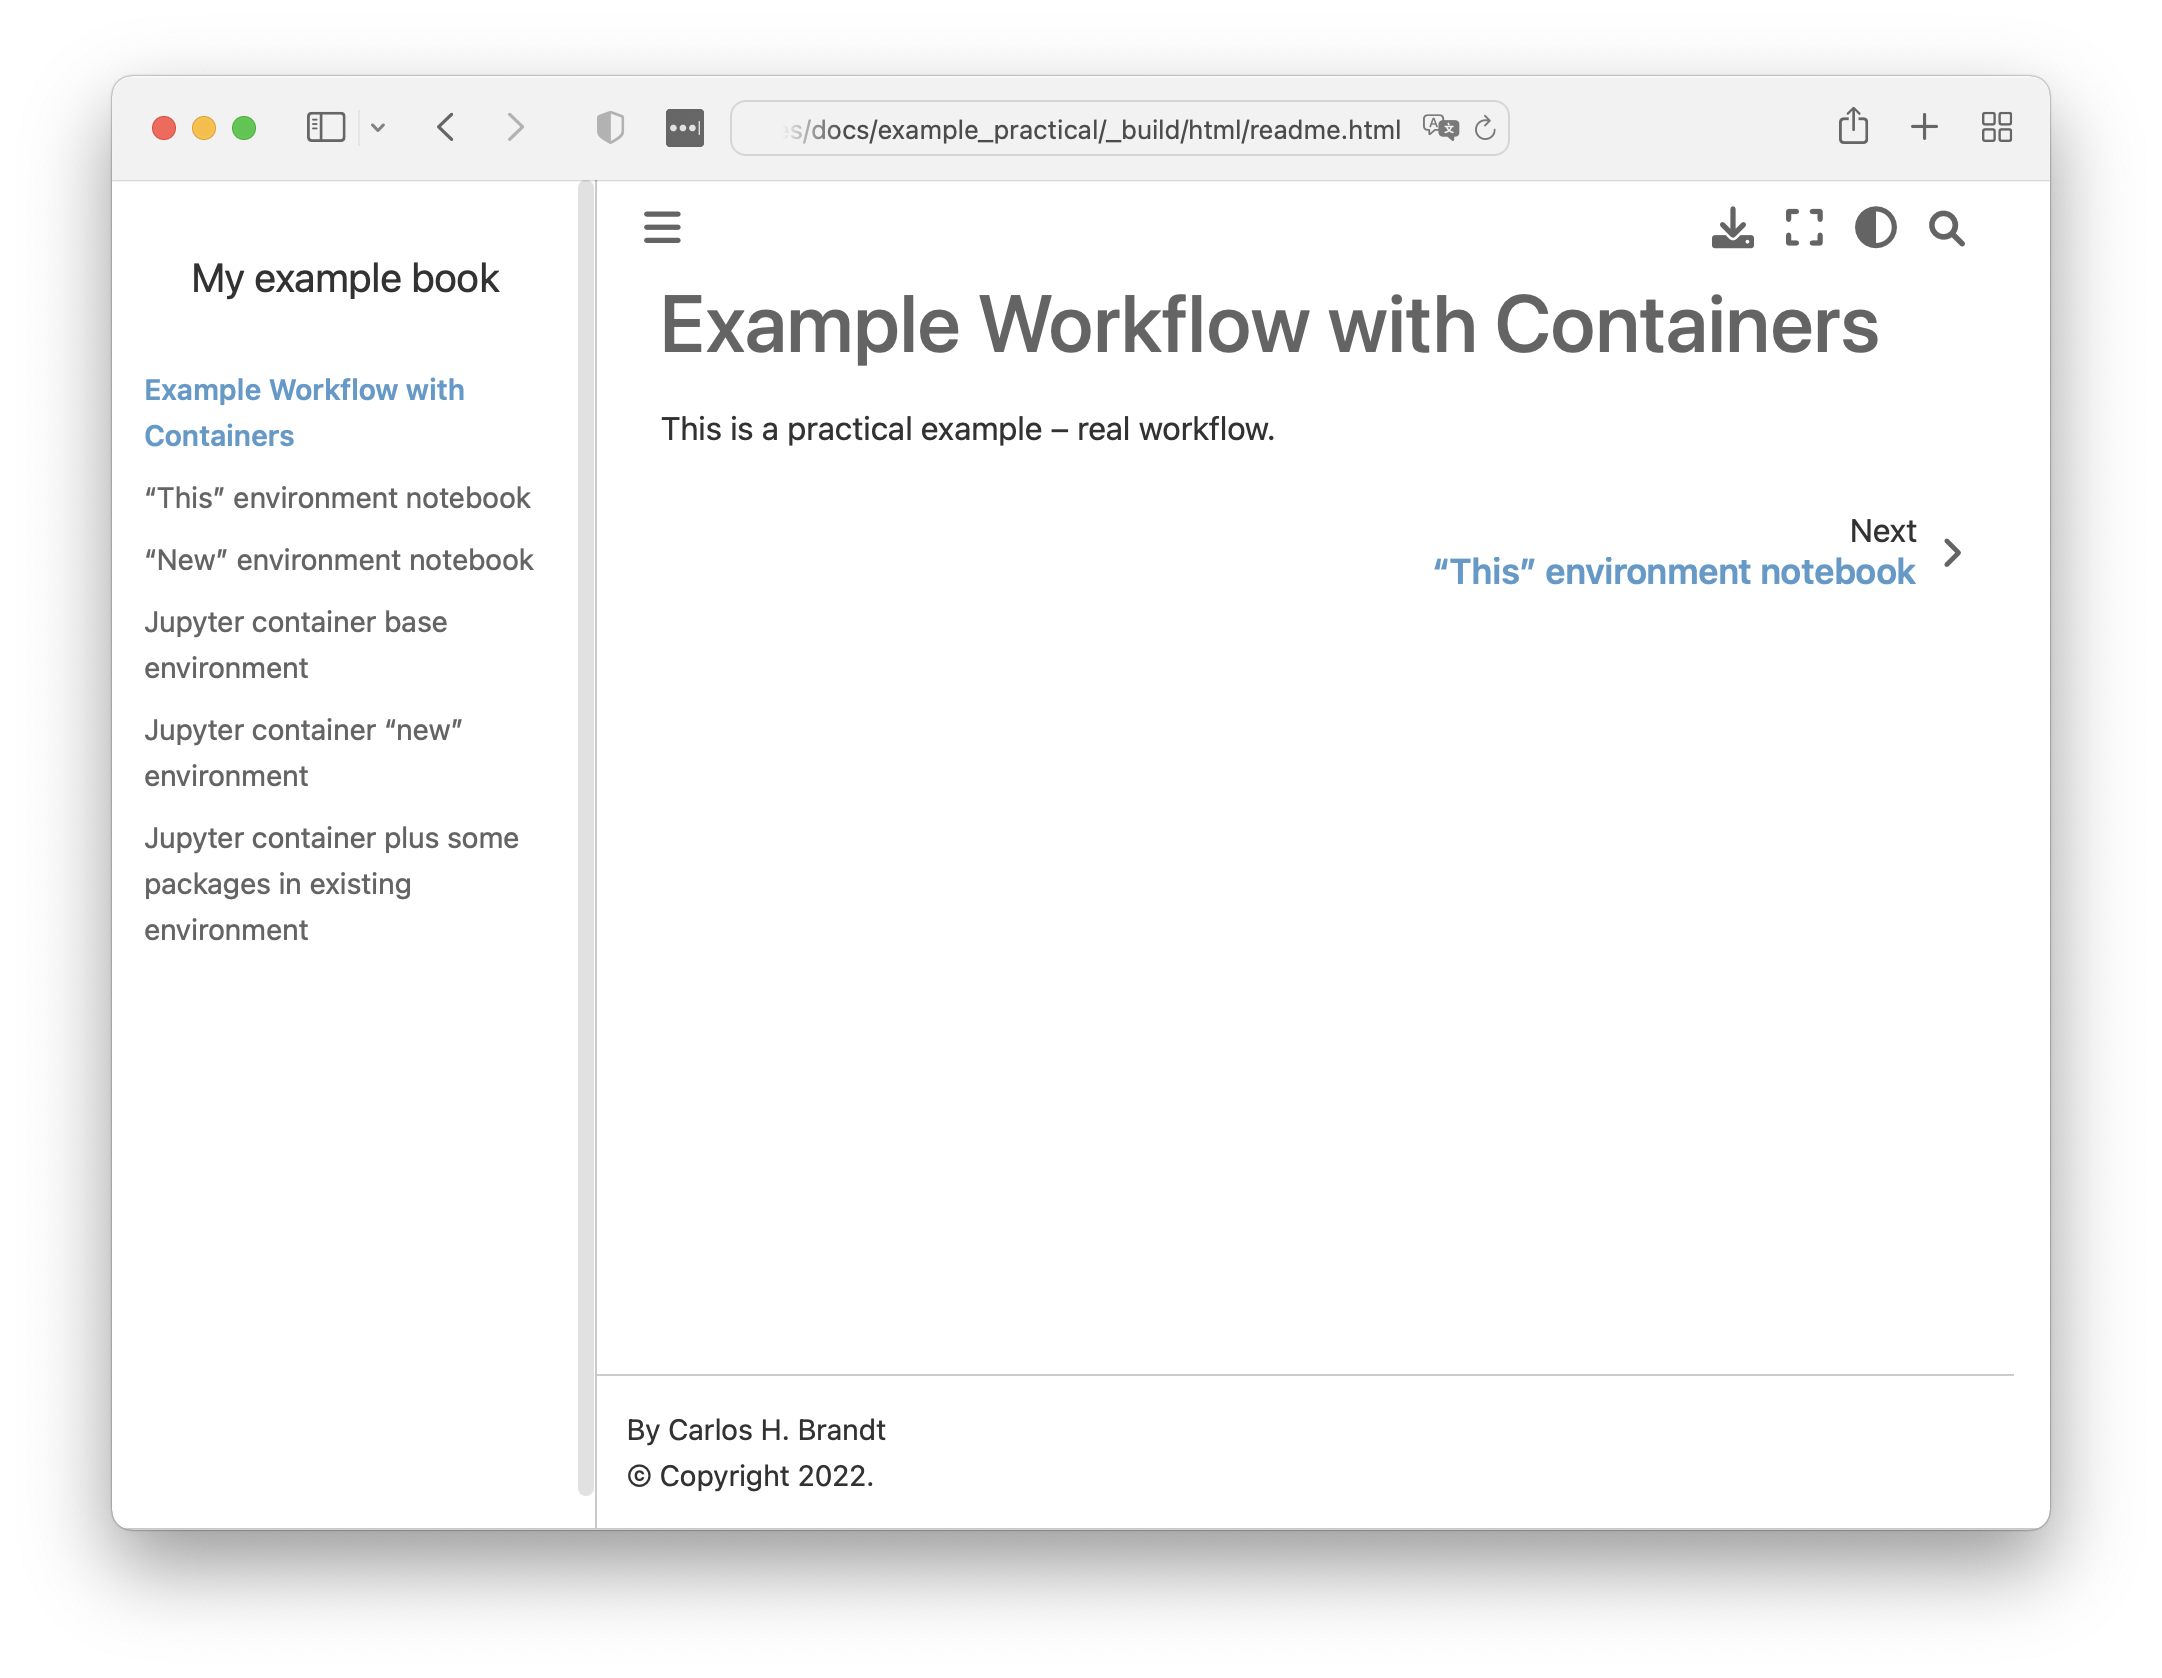 s/docs/example_practical/_build/html/readme.html
My example book
Example Workflow with
Containers
“This” environment notebook
“New” environment notebook
Jupyter container base
environment
Jupyter container “new”
environment
Jupyter container plus some
packages in existing
environment
Example Workflow with Containers
This is a practical example – real workflow.
Next
“This” environment notebook
By Carlos H. Brandt
© Copyright 2022.